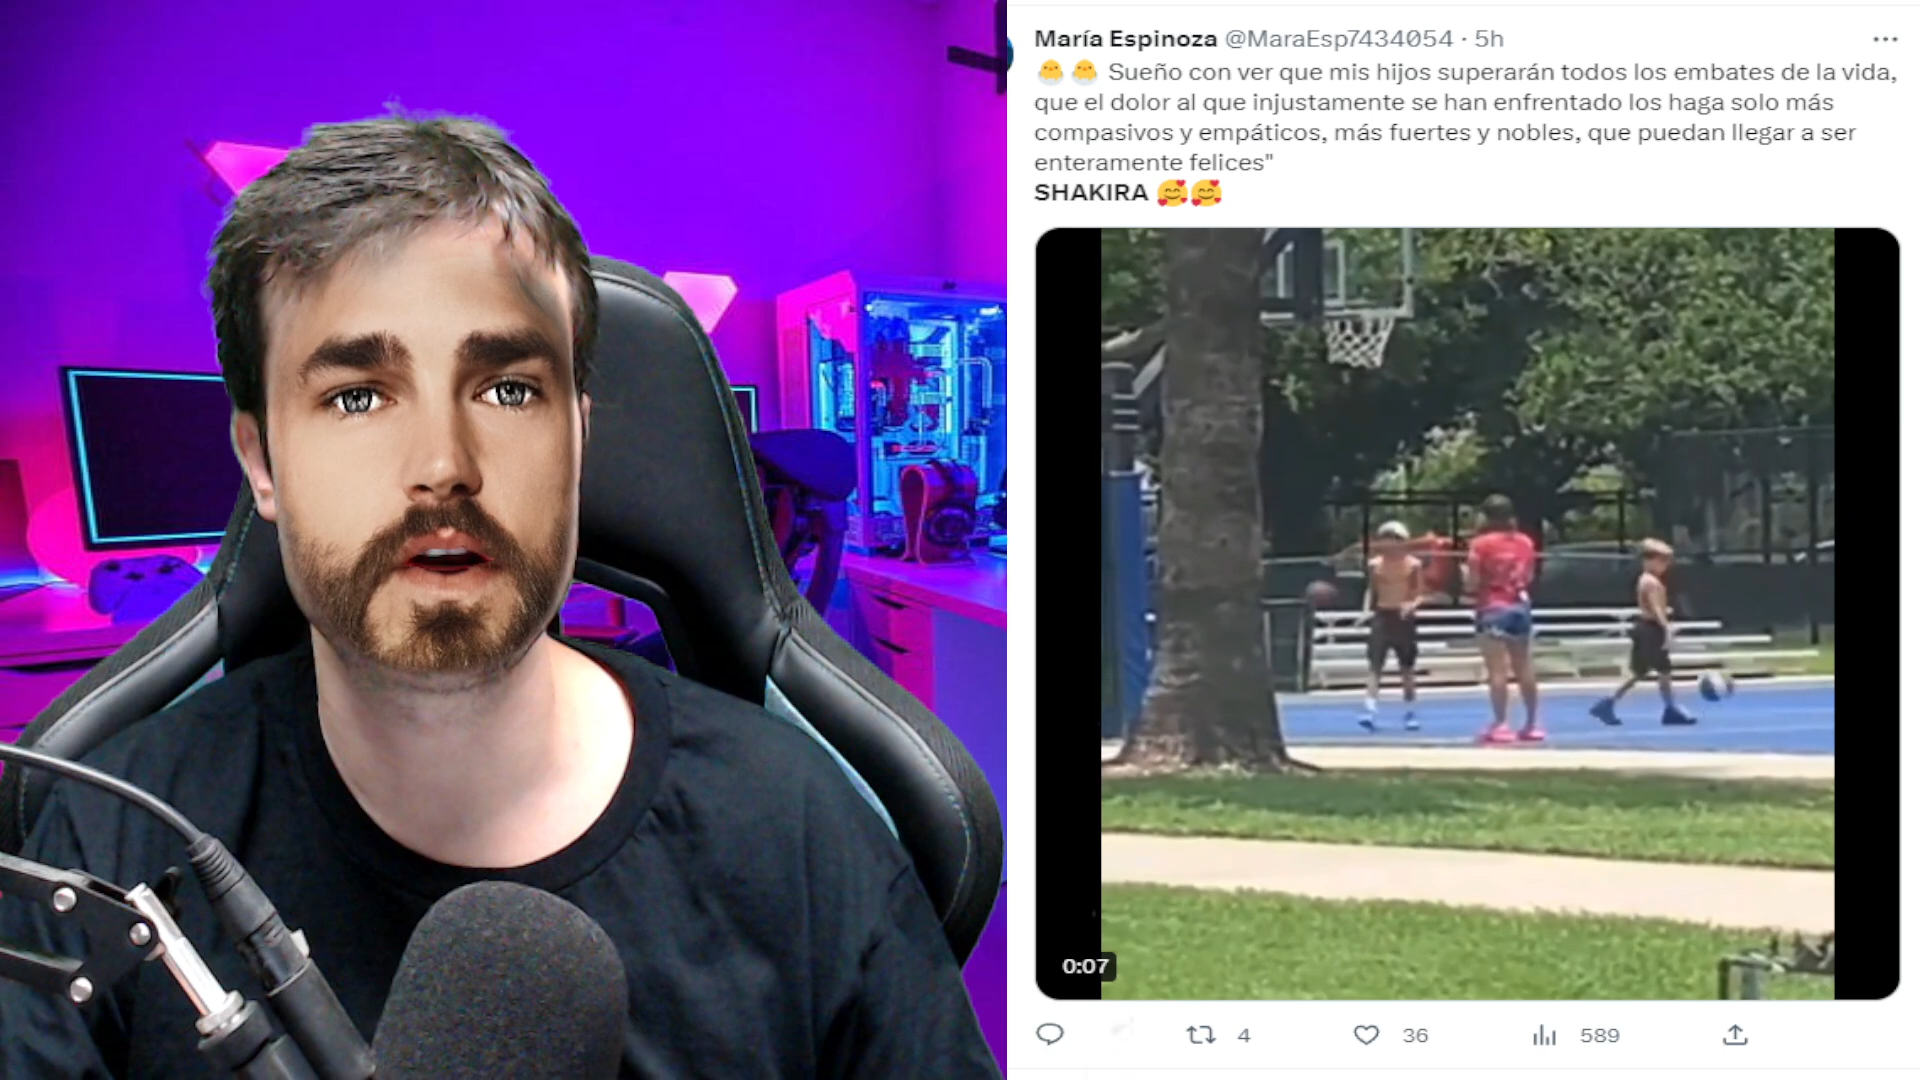 María Espinoza @MaraEsp7434054 · 5h
🐣 🐣 Sueño con ver que mis hijos superarán todos los embates de la vida,
que el dolor al que injustamente se han enfrentado los haga solo más
compasivos y empáticos, más fuertes y nobles, que puedan llegar a ser
enteramente felices"
SHAKIRA 🥰🥰
0:07
4 36 589